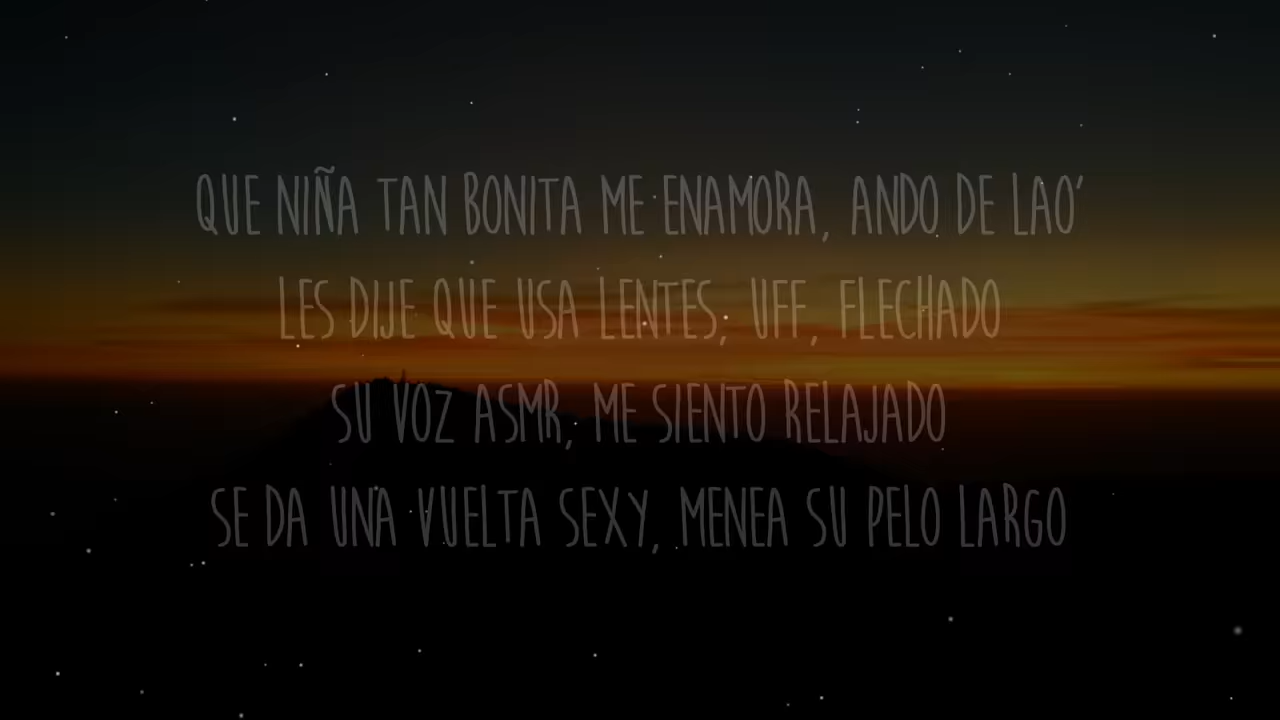 QUE NIÑA TAN BONITA ME ENAMORA, ANDO DE LAO'
LES DIJE QUE USA LENTES, UFF, FLECHADO
SU VOZ ASMR, ME SIENTO RELAJADO
SE DA UNA VUELTA SEXY, MENEA SU PELO LARGO